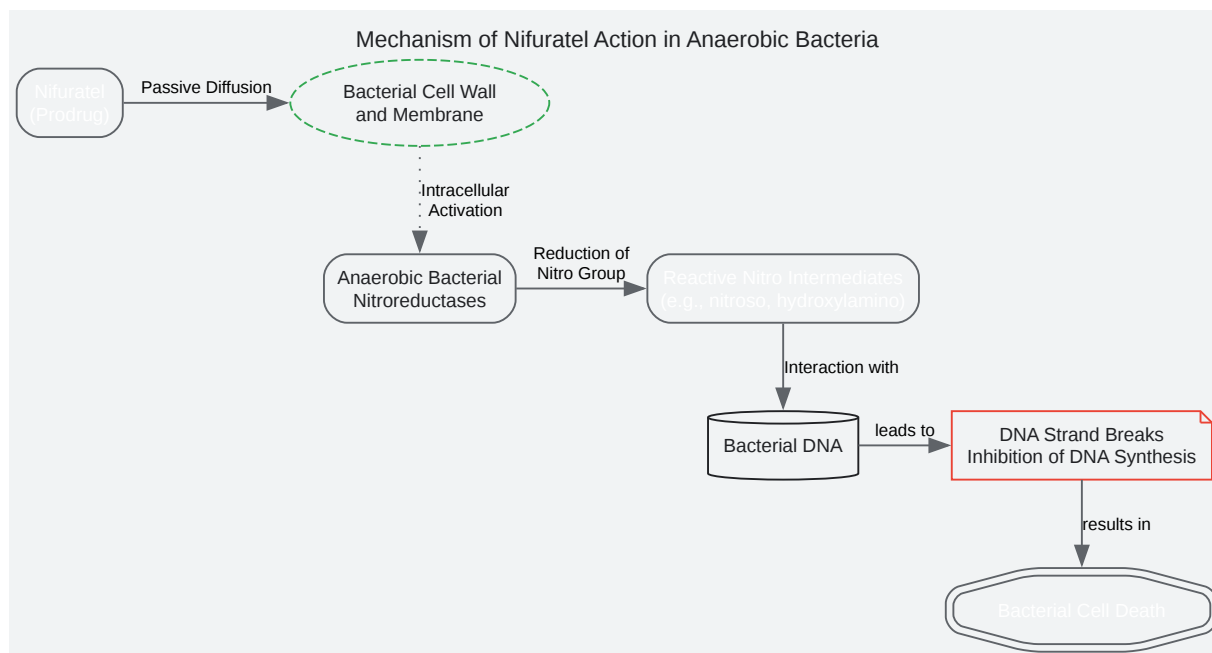 Mechanism of Nifuratel Action in Anaerobic Bacteria
Nifuratel
(Prodrug)
Passive Diffusion
Bacterial Cell Wall
and Membrane
Intracellular
Activation
Anaerobic Bacterial
Nitroreductases
Reduction of
Nitro Group
Reactive Nitro Intermediates
(e.g., nitroso, hydroxylamino)
Interaction with
Bacterial DNA
leads to
DNA Strand Breaks
Inhibition of DNA Synthesis
results in
Bacterial Cell Death